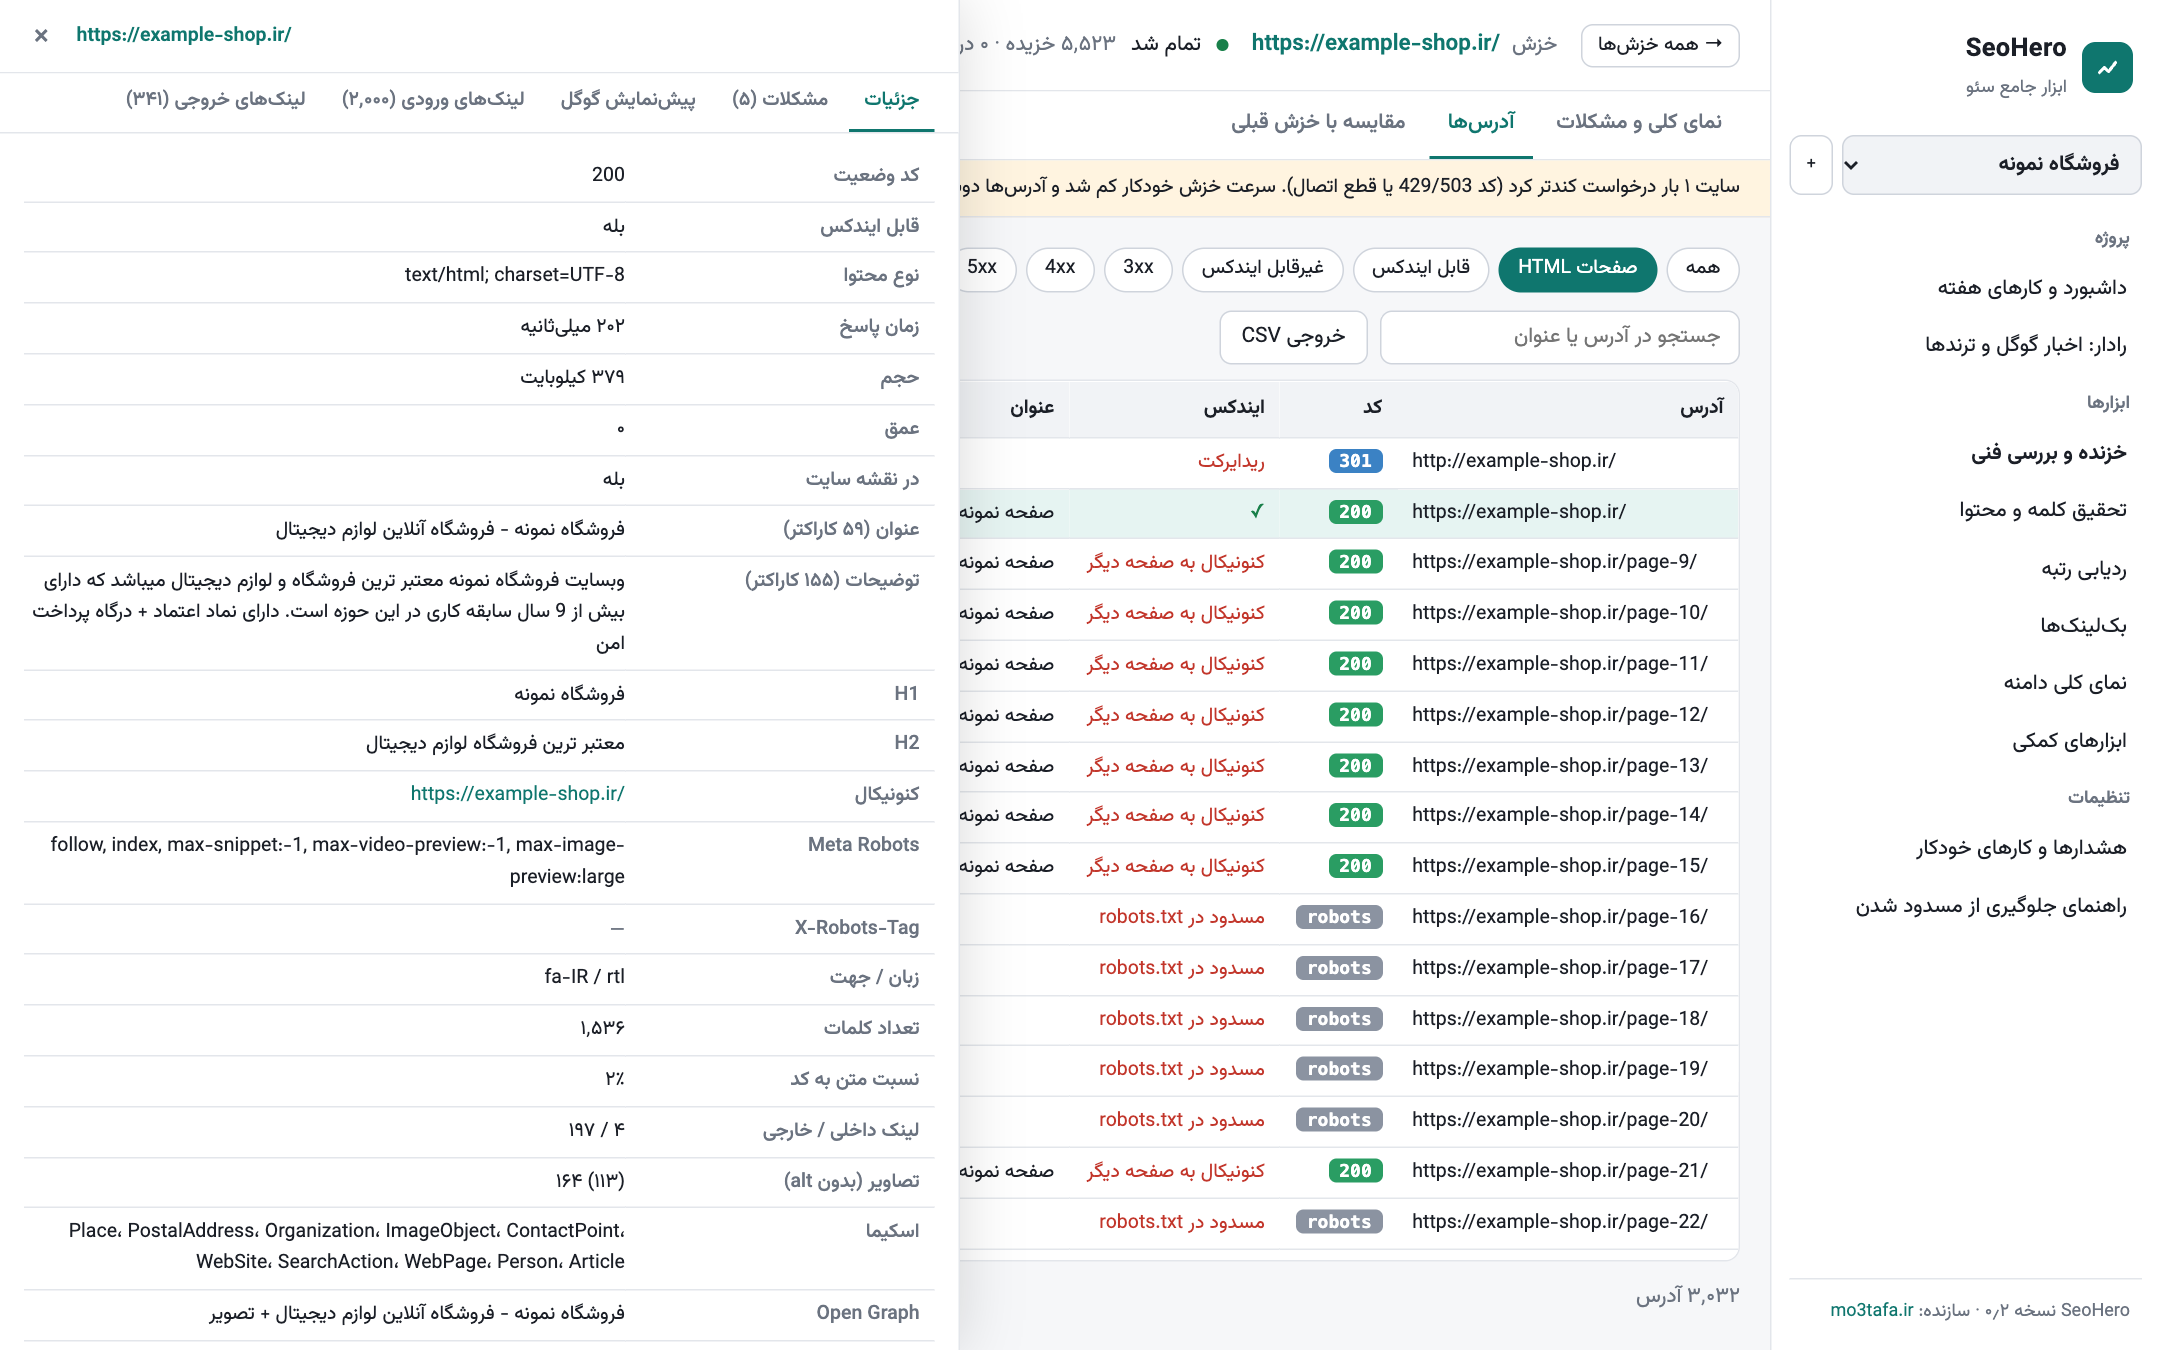 SeoHero
ابزار جامع سئو
فروشگاه نمونه
+
پروژه
داشبورد و کارهای هفته
رادار: اخبار گوگل و ترندها
ابزارها
خزنده و بررسی فنی
تحقیق کلمه و محتوا
ردیابی رتبه
بک‌لینک‌ها
نمای کلی دامنه
ابزارهای کمکی
تنظیمات
هشدارها و کارهای خودکار
راهنمای جلوگیری از مسدود شدن
SeoHero نسخه ۰٫۲ · سازنده: mo3tafa.ir
→ همه خزش‌ها
خزش https://example-shop.ir/ ● تمام شد ۵,۵۲۳ خزیده · ۰ در
نمای کلی و مشکلات
آدرس‌ها
مقایسه با خزش قبلی
سایت ۱ بار درخواست کندتر کرد (کد 429/503 یا قطع اتصال). سرعت خزش خودکار کم شد و آدرس‌ها
همه
صفحات HTML
قابل ایندکس
غیرقابل ایندکس
3xx
4xx
5xx
جستجو در آدرس یا عنوان
خروجی CSV
آدرس کد ایندکس عنوان
http://example-shop.ir/ 301 ریدایرکت
https://example-shop.ir/ 200 ✓ صفحه نمونه
https://example-shop.ir/page-9/ 200 کنونیکال به صفحه دیگر صفحه نمونه
https://example-shop.ir/page-10/ 200 کنونیکال به صفحه دیگر صفحه نمونه
https://example-shop.ir/page-11/ 200 کنونیکال به صفحه دیگر صفحه نمونه
https://example-shop.ir/page-12/ 200 کنونیکال به صفحه دیگر صفحه نمونه
https://example-shop.ir/page-13/ 200 کنونیکال به صفحه دیگر صفحه نمونه
https://example-shop.ir/page-14/ 200 کنونیکال به صفحه دیگر صفحه نمونه
https://example-shop.ir/page-15/ 200 کنونیکال به صفحه دیگر صفحه نمونه
https://example-shop.ir/page-16/ robots مسدود در robots.txt
https://example-shop.ir/page-17/ robots مسدود در robots.txt
https://example-shop.ir/page-18/ robots مسدود در robots.txt
https://example-shop.ir/page-19/ robots مسدود در robots.txt
https://example-shop.ir/page-20/ robots مسدود در robots.txt
https://example-shop.ir/page-21/ 200 کنونیکال به صفحه دیگر صفحه نمونه
https://example-shop.ir/page-22/ robots مسدود در robots.txt
۳,۰۳۲ آدرس
https://example-shop.ir/ ×
جزئیات
مشکلات (۵)
پیش‌نمایش گوگل
لینک‌های ورودی (۲,۰۰۰)
لینک‌های خروجی (۳۴۱)
کد وضعیت 200
قابل ایندکس بله
نوع محتوا text/html; charset=UTF-8
زمان پاسخ ۲۰۲ میلی‌ثانیه
حجم ۳۷۹ کیلوبایت
عمق ۰
در نقشه سایت بله
عنوان (۵۹ کاراکتر) فروشگاه نمونه - فروشگاه آنلاین لوازم دیجیتال
توضیحات (۱۵۵ کاراکتر) وبسایت فروشگاه نمونه معتبر ترین فروشگاه و لوازم دیجیتال میباشد که دارای
بیش از 9 سال سابقه کاری در این حوزه است. دارای نماد اعتماد + درگاه پرداخت
امن
H1 فروشگاه نمونه
H2 معتبر ترین فروشگاه لوازم دیجیتال
کنونیکال https://example-shop.ir/
Meta Robots follow, index, max-snippet:-1, max-video-preview:-1, max-image-
preview:large
X-Robots-Tag —
زبان / جهت fa-IR / rtl
تعداد کلمات ۱,۵۳۶
نسبت متن به کد ۲٪
لینک داخلی / خارجی ۱۹۷ / ۴
تصاویر (بدون alt) ۱۶۴ (۱۱۳)
اسکیما Place، PostalAddress، Organization، ImageObject، ContactPoint،
WebSite، SearchAction، WebPage، Person، Article
Open Graph فروشگاه نمونه - فروشگاه آنلاین لوازم دیجیتال + تصویر